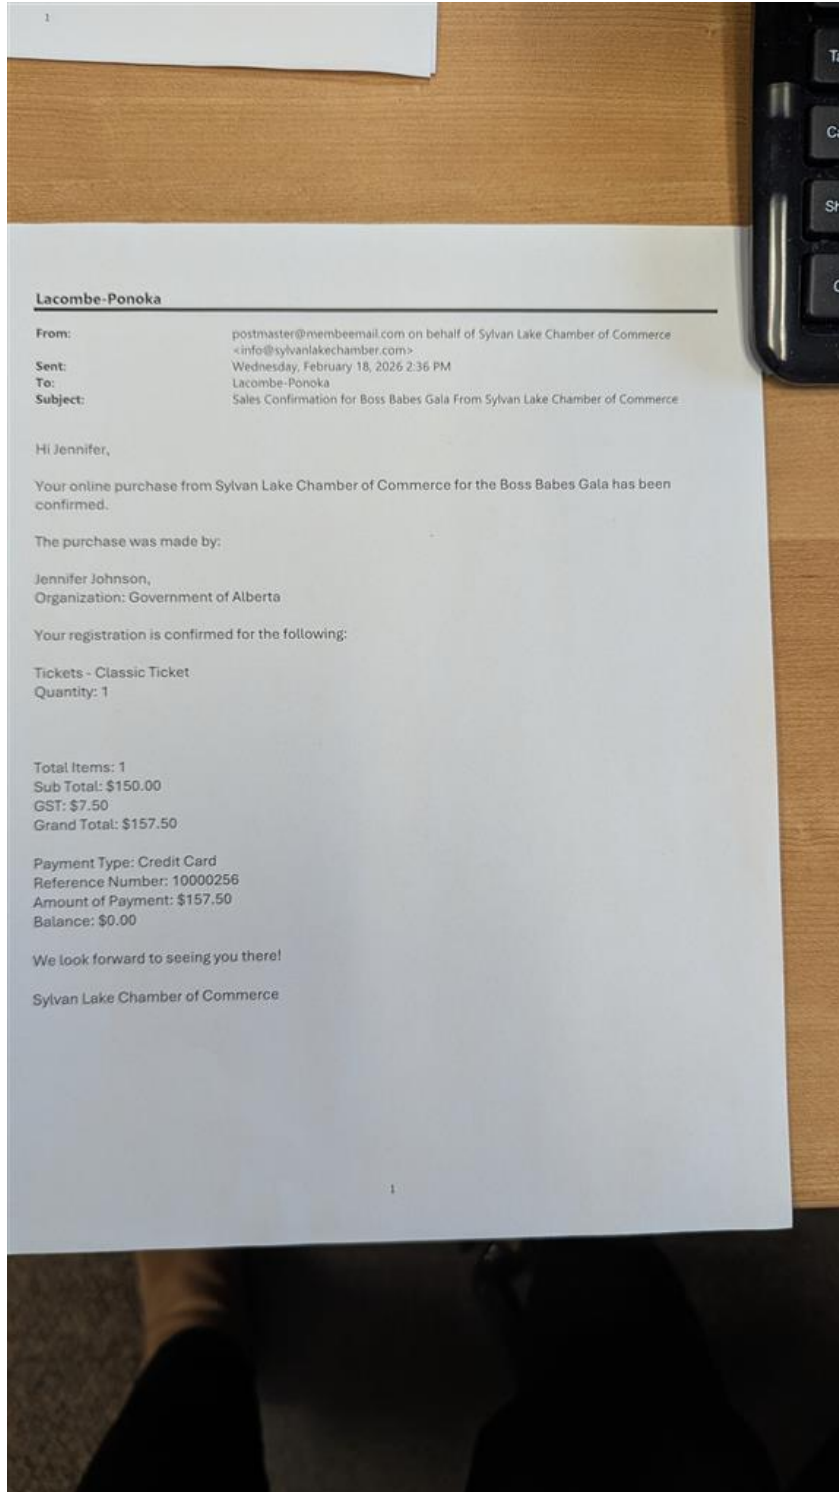 1
Ta
Ca
Sh
C
Lacombe-Ponoka
From: postmaster@membeemail.com on behalf of Sylvan Lake Chamber of Commerce
<info@sylvanlakechamber.com>
Sent: Wednesday, February 18, 2026 2:36 PM
To: Lacombe-Ponoka
Subject: Sales Confirmation for Boss Babes Gala From Sylvan Lake Chamber of Commerce
Hi Jennifer,
Your online purchase from Sylvan Lake Chamber of Commerce for the Boss Babes Gala has been
confirmed.
The purchase was made by:
Jennifer Johnson,
Organization: Government of Alberta
Your registration is confirmed for the following:
Tickets - Classic Ticket
Quantity: 1
Total Items: 1
Sub Total: $150.00
GST: $7.50
Grand Total: $157.50
Payment Type: Credit Card
Reference Number: 10000256
Amount of Payment: $157.50
Balance: $0.00
We look forward to seeing you there!
Sylvan Lake Chamber of Commerce
1